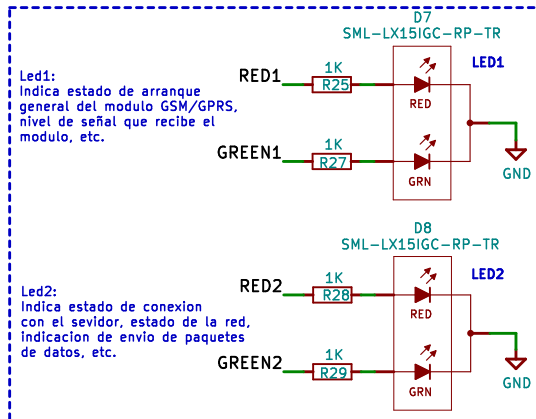 D7
SML-LX15IGC-RP-TR
LED1
Led1:
Indica estado de arranque
general del modulo GSM/GPRS,
nivel de señal que recibe el
modulo, etc.
RED1
1K
R25
RED
GREEN1
1K
R27
GRN
GND
D8
SML-LX15IGC-RP-TR
LED2
Led2:
Indica estado de conexion
con el sevidor, estado de la red,
indicacion de envio de paquetes
de datos, etc.
RED2
1K
R28
RED
GREEN2
1K
R29
GRN
GND